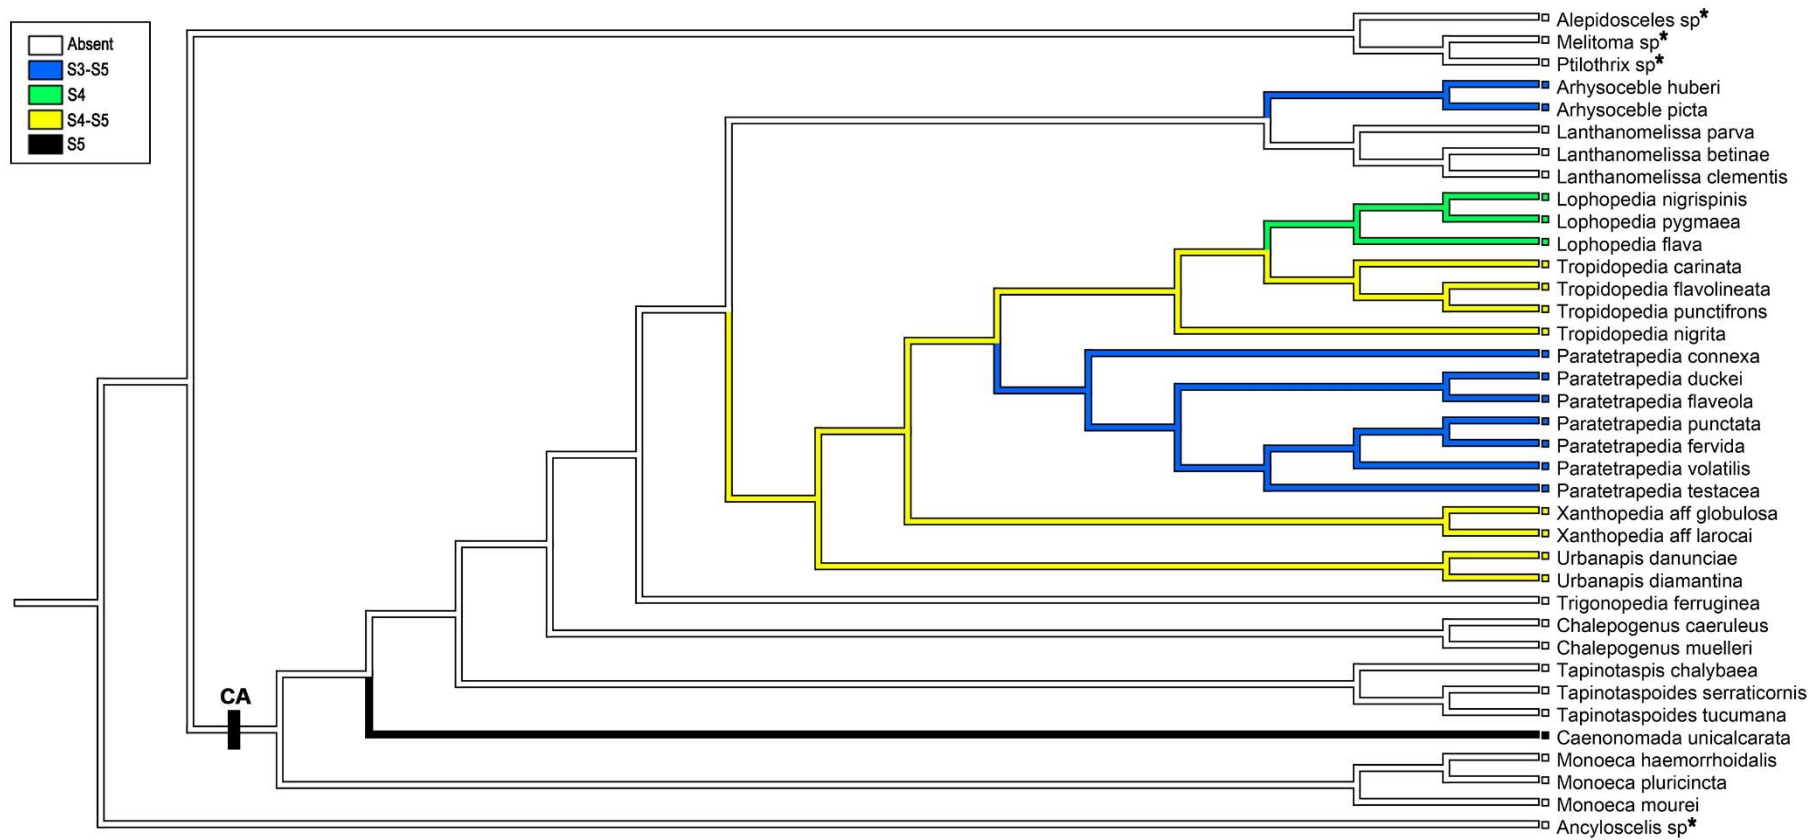 Absent
S3-S5
S4
S4-S5
S5
CA
Alepidosceles sp*
Melitoma sp*
Ptilothrix sp*
Arhysoceble huberi
Arhysoceble picta
Lanthanomelissa parva
Lanthanomelissa betinae
Lanthanomelissa clementis
Lophopedia nigrispinis
Lophopedia pygmaea
Lophopedia flava
Tropidopedia carinata
Tropidopedia flavolineata
Tropidopedia punctifrons
Tropidopedia nigrita
Paratetrapedia connexa
Paratetrapedia duckei
Paratetrapedia flaveola
Paratetrapedia punctata
Paratetrapedia fervida
Paratetrapedia volatilis
Paratetrapedia testacea
Xanthopedia aff globulosa
Xanthopedia aff larocai
Urbanapis danunciae
Urbanapis diamantina
Trigonopedia ferruginea
Chalepogenus caeruleus
Chalepogenus muelleri
Tapinotaspis chalybaea
Tapinotaspoides serraticornis
Tapinotaspoides tucumana
Caenonomada unicalcarata
Monoeca haemorrhoidalis
Monoeca pluricincta
Monoeca mourei
Ancyloscelis sp*